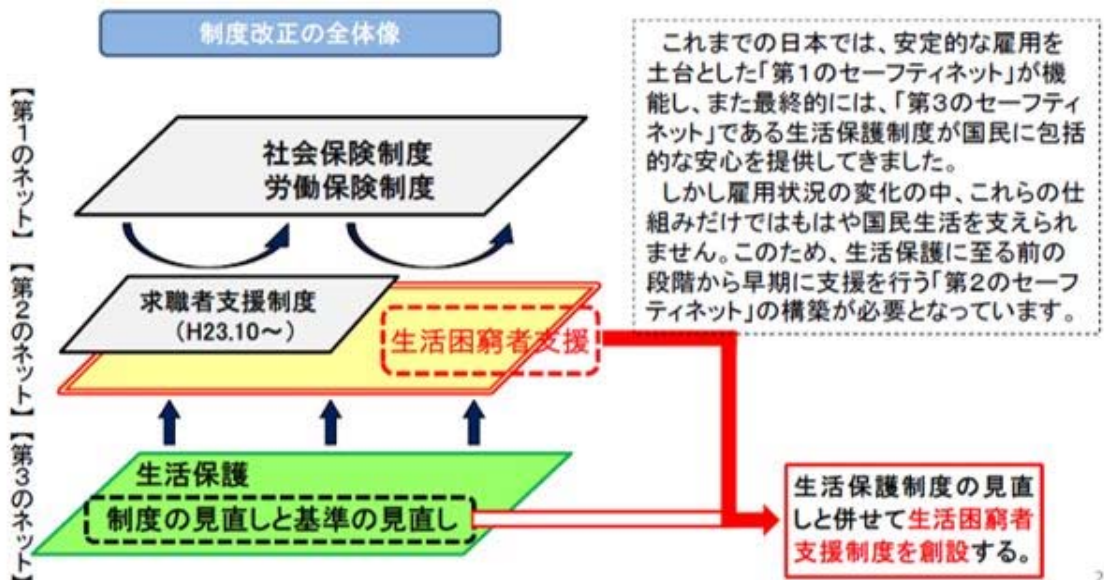 制度改正の全体像
これまでの日本では、安定的な雇用を
土台とした「第1のセーフティネット」が機
能し、また最終的には、「第3のセーフティ
ネット」である生活保護制度が国民に包括
的な安心を提供してきました。
しかし雇用状況の変化の中、これらの仕
組みだけではもはや国民生活を支えられ
ません。このため、生活保護に至る前の
段階から早期に支援を行う「第2のセーフ
ティネット」の構築が必要となっています。
【第1のネット】
社会保険制度
労働保険制度
【第2のネット】
求職者支援制度
(H23.10～)
生活困窮者支援
【第3のネット】
生活保護
制度の見直しと基準の見直し
生活保護制度の見直
しと併せて生活困窮者
支援制度を創設する。